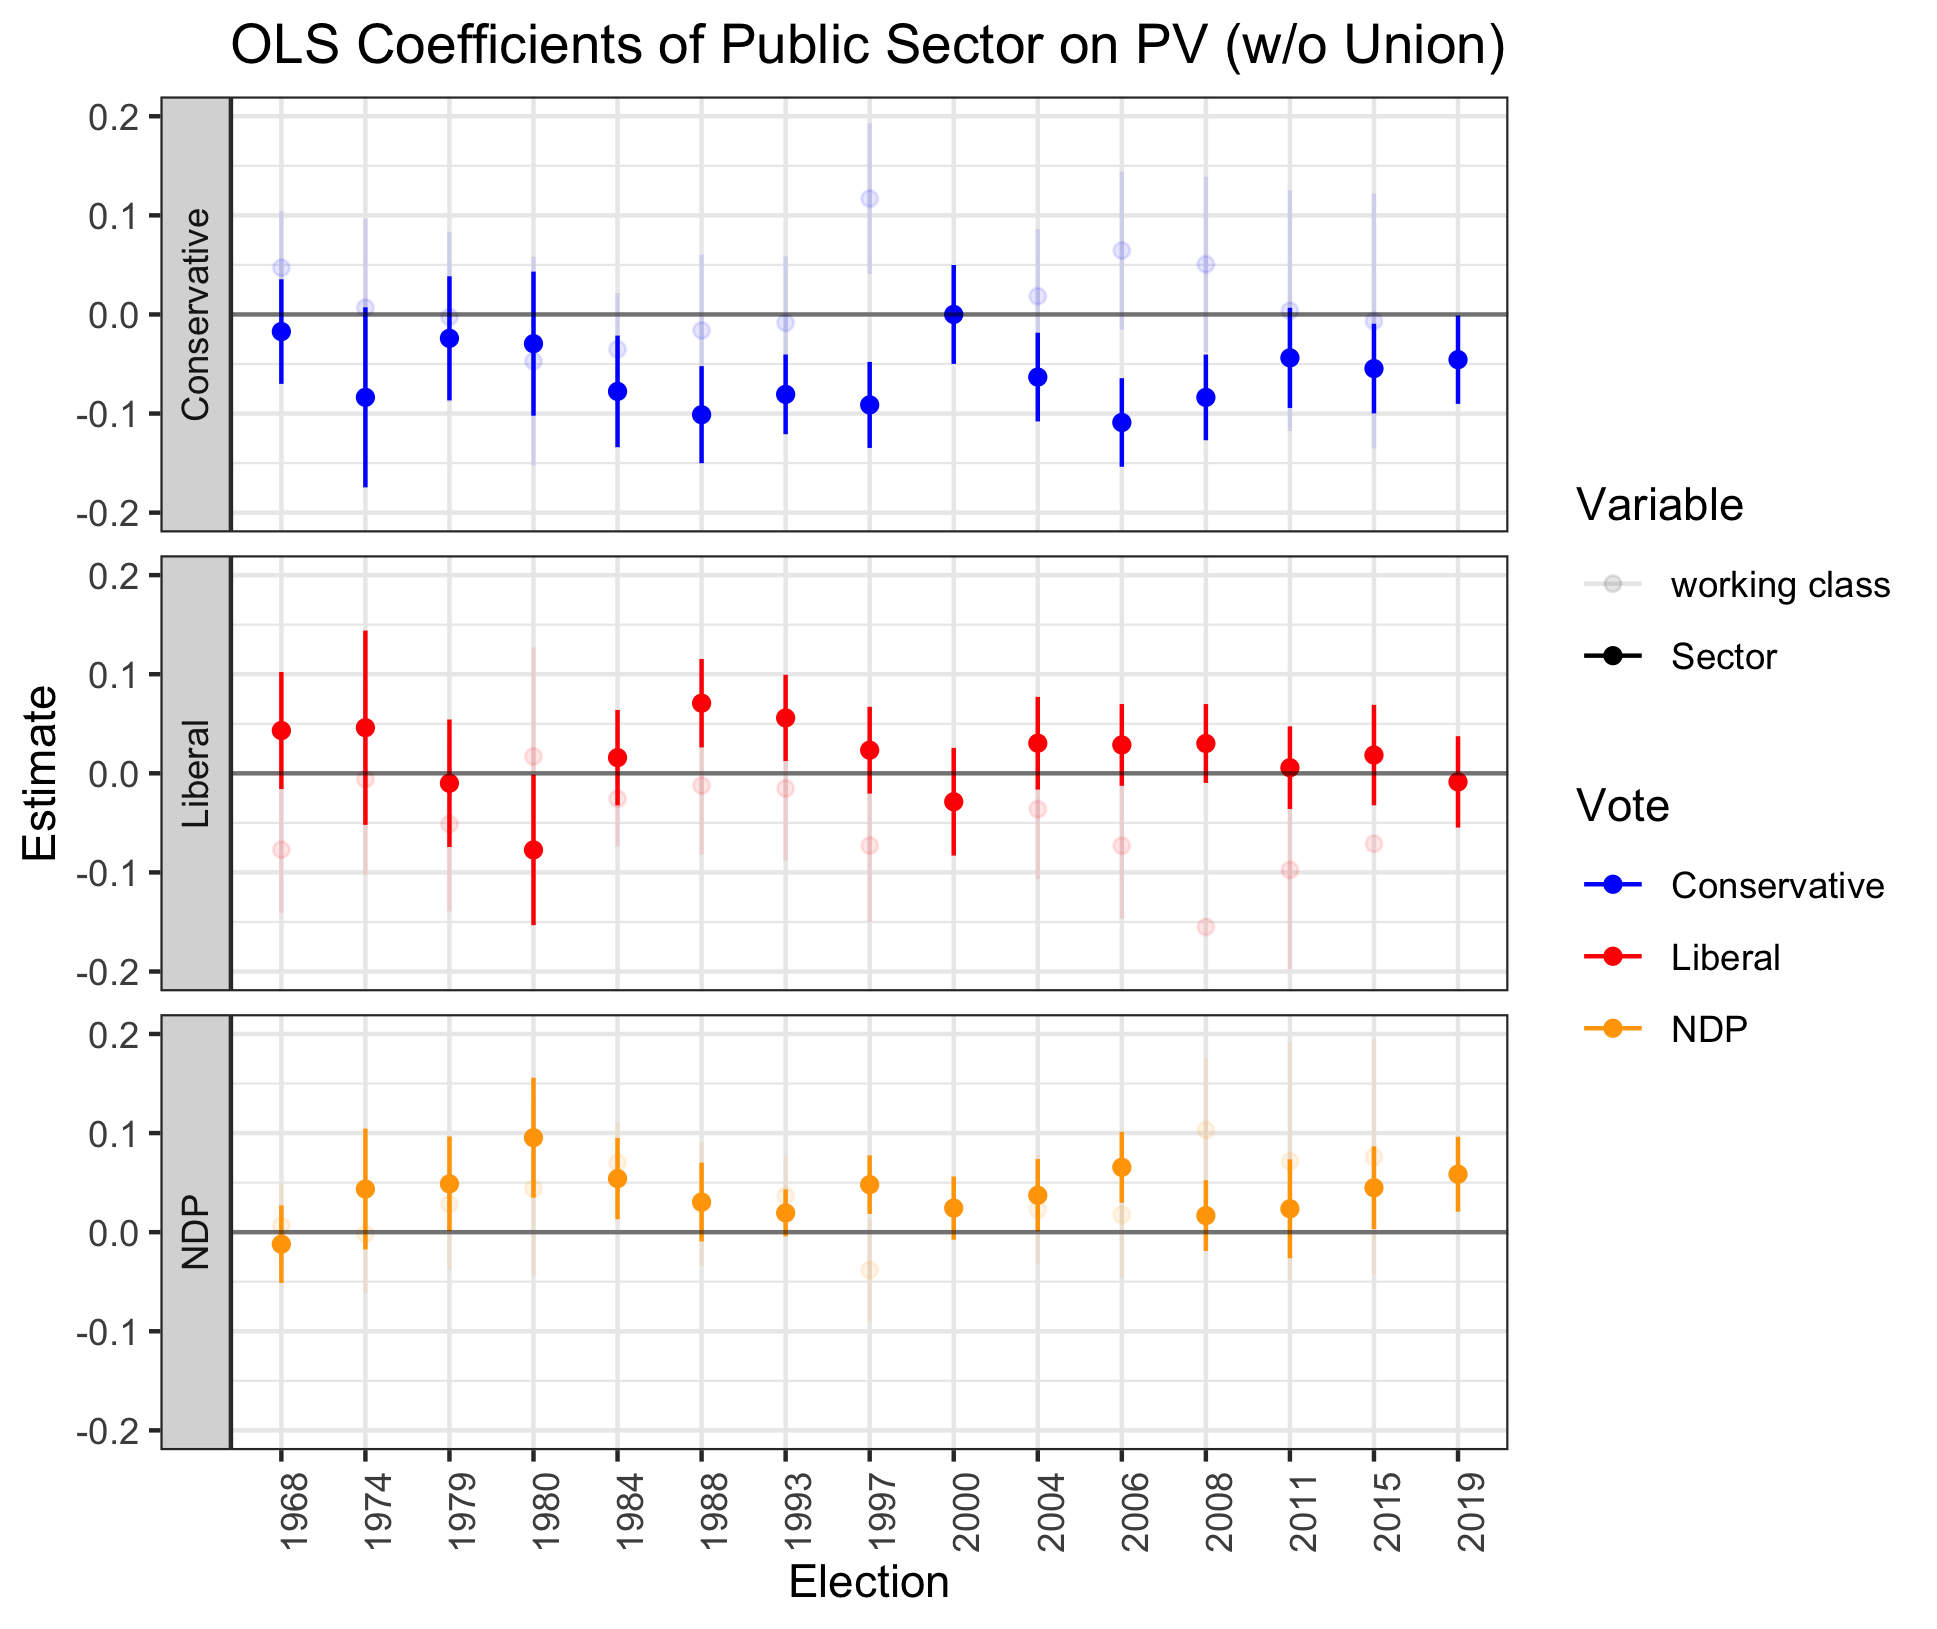 OLS Coefficients of Public Sector on PV (w/o Union)
Estimate
Conservative
0.2
0.1
0.0
-0.1
-0.2
Liberal
0.2
0.1
0.0
-0.1
-0.2
NDP
0.2
0.1
0.0
-0.1
-0.2
1968
1974
1979
1980
1984
1988
1993
1997
2000
2004
2006
2008
2011
2015
2019
Election
Variable
working class
Sector
Vote
Conservative
Liberal
NDP